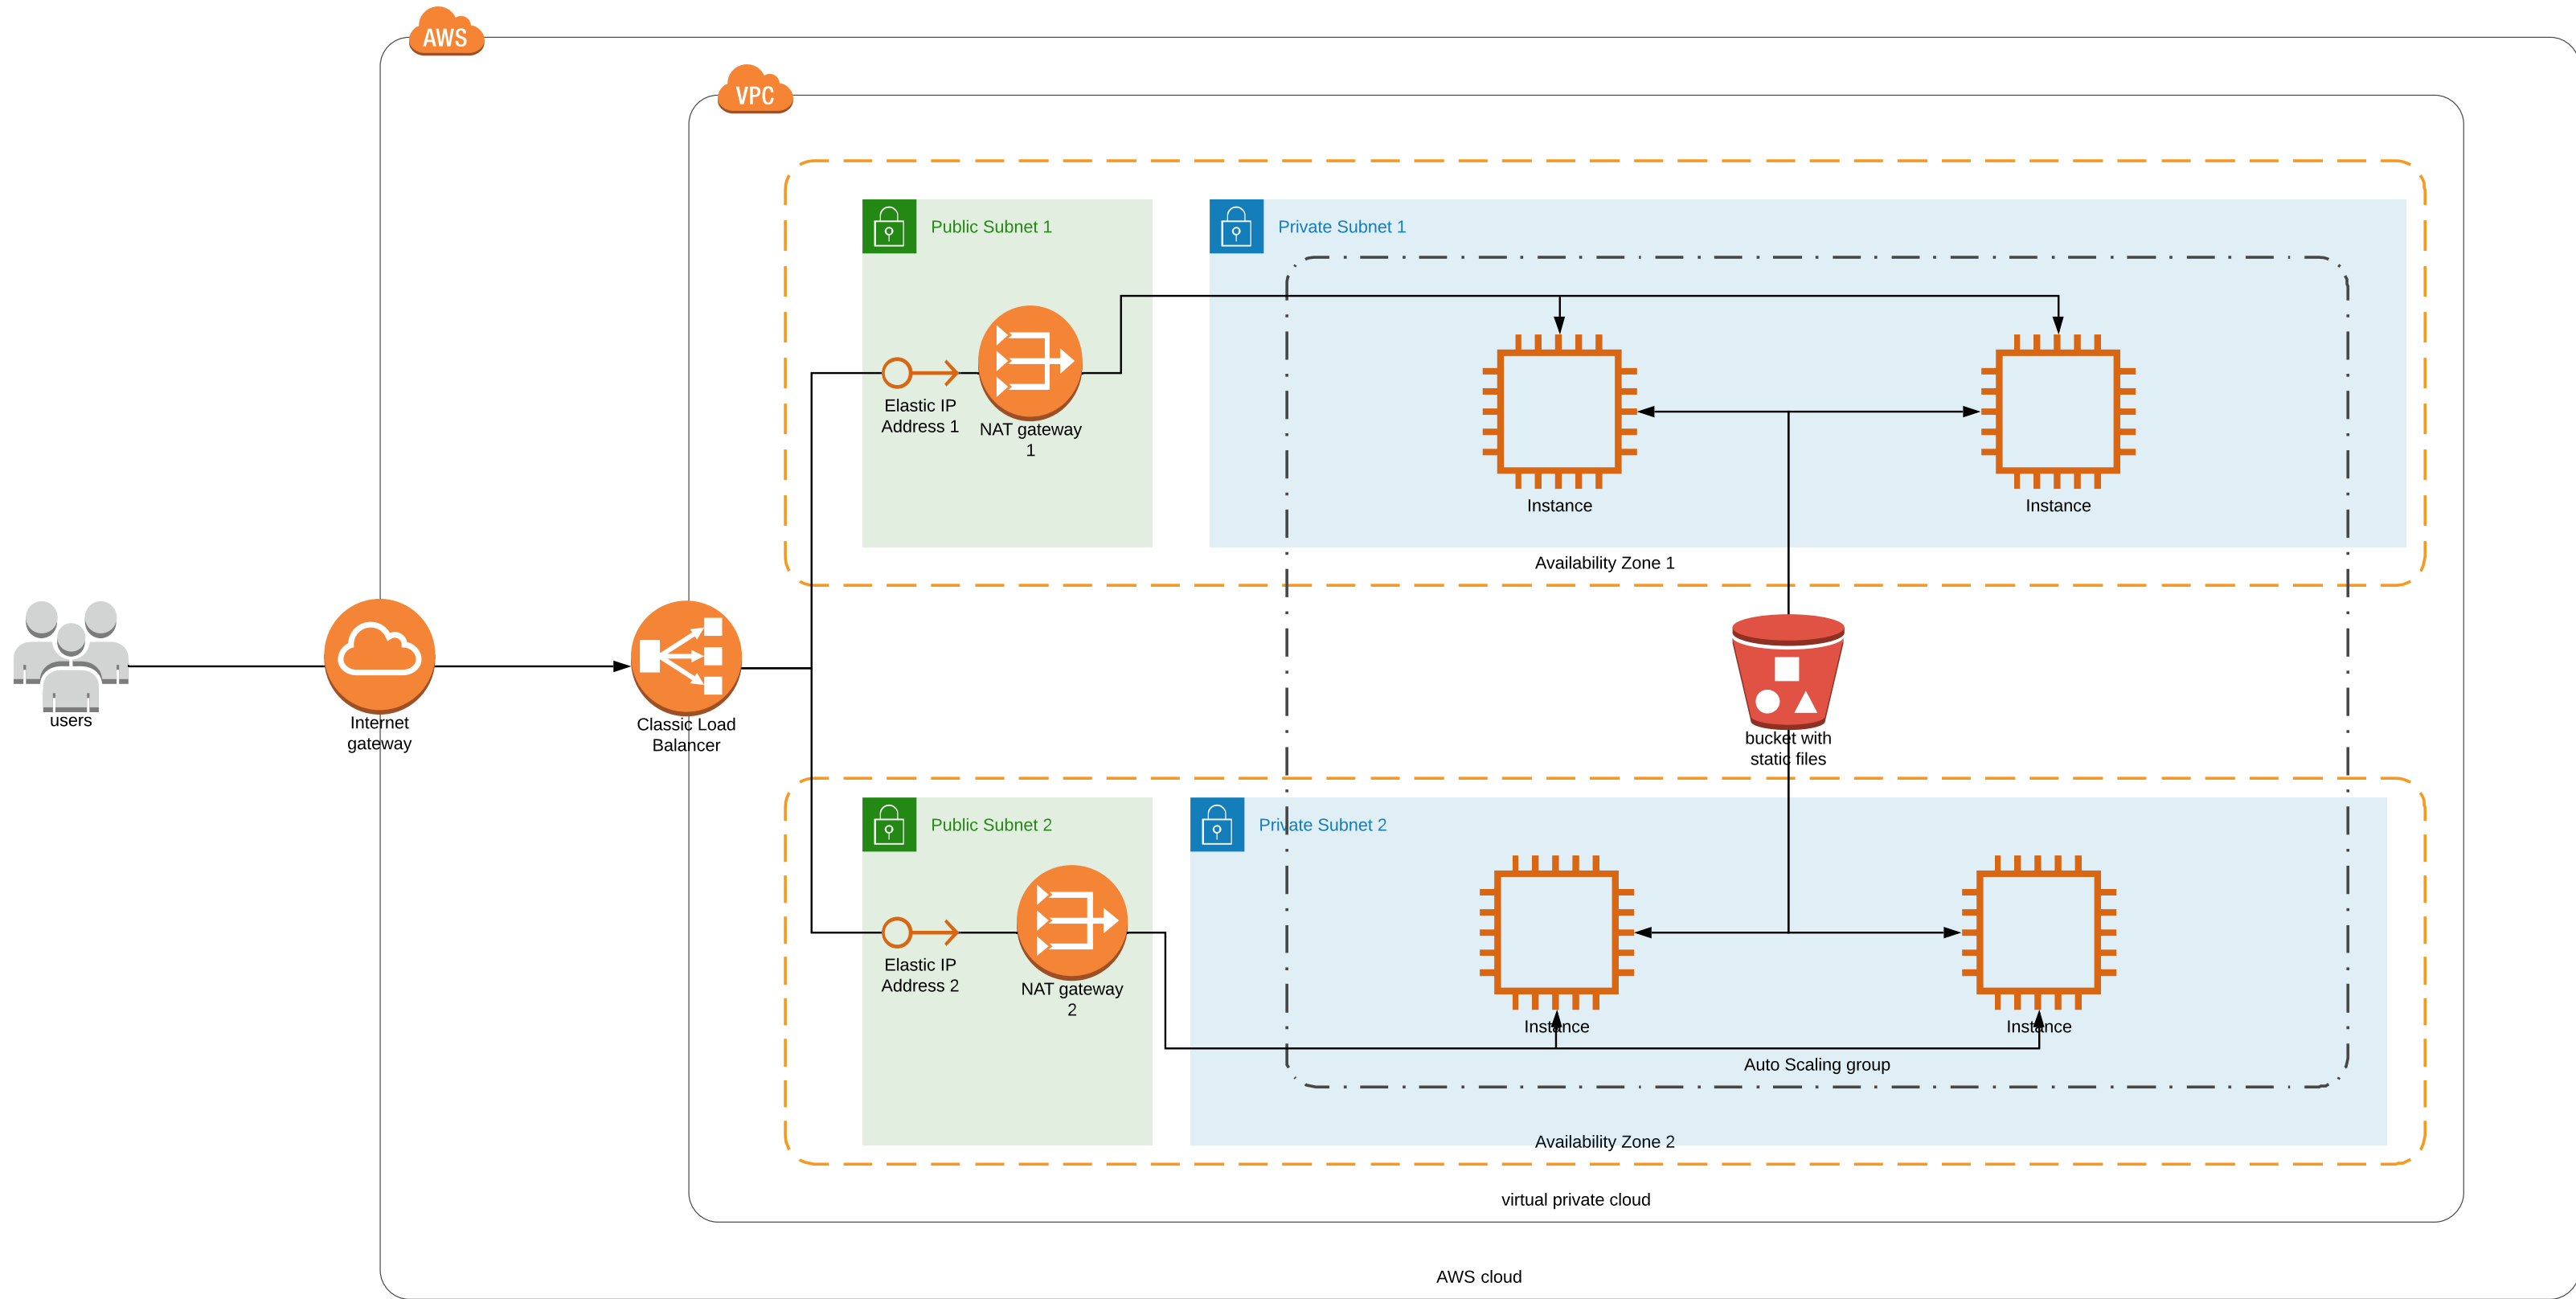 AWS
VPC
Public Subnet 1
Private Subnet 1
Elastic IP
Address 1
NAT gateway
1
Instance
Instance
Availability Zone 1
users
Internet
gateway
Classic Load
Balancer
bucket with
static files
Public Subnet 2
Private Subnet 2
Elastic IP
Address 2
NAT gateway
2
Instance
Instance
Auto Scaling group
Availability Zone 2
virtual private cloud
AWS cloud